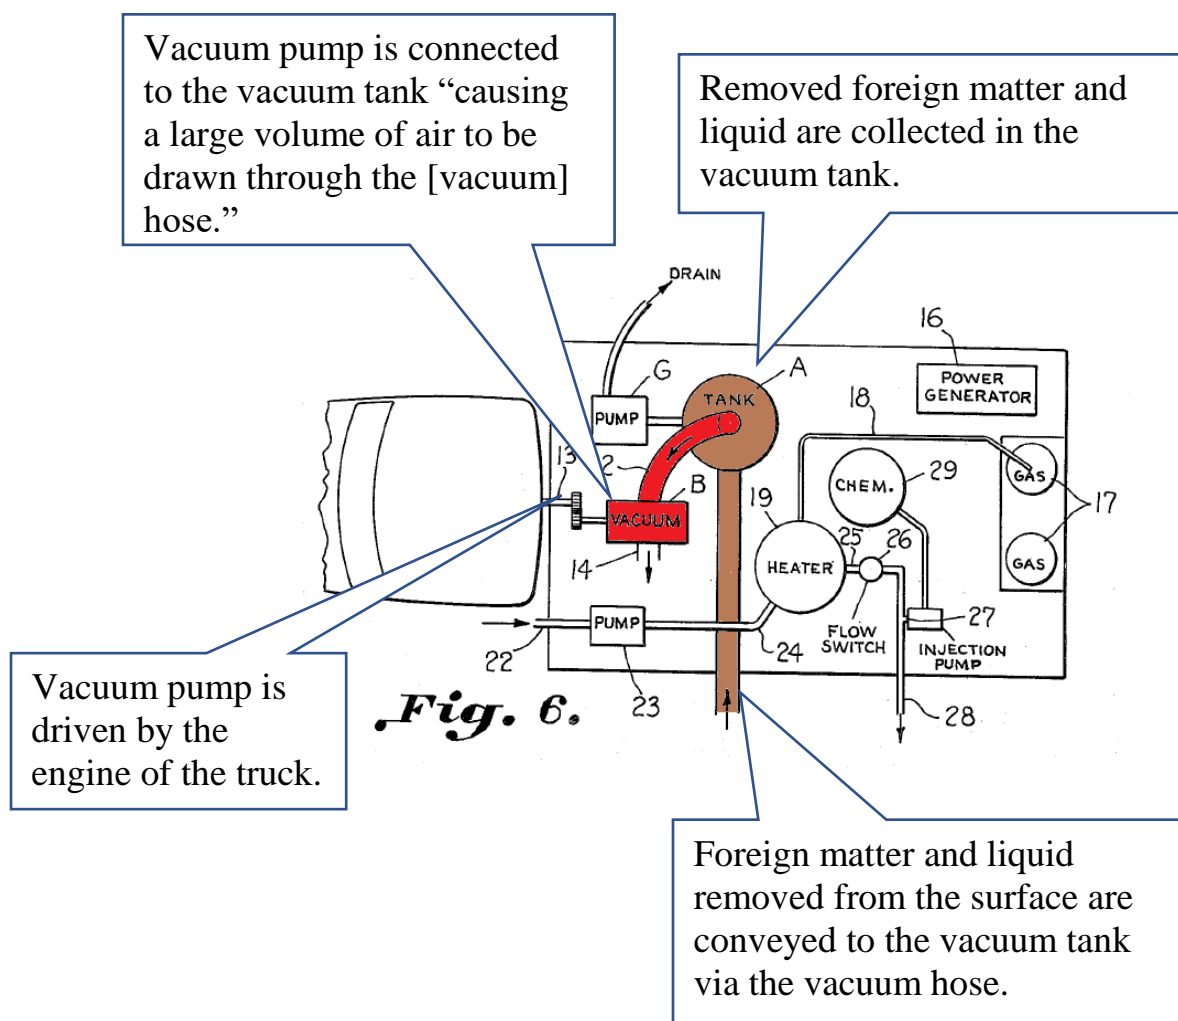 Vacuum pump is connected
to the vacuum tank “causing
a large volume of air to be
drawn through the [vacuum]
hose.”
Removed foreign matter and
liquid are collected in the
vacuum tank.
DRAIN
16
G
A
POWER
GENERATOR
TANK
18
PUMP
13
2
B
29
GAS
CHEM.
19
17
VACUUM
25
26
14
HEATER
GAS
PUMP
FLOW
SWITCH
27
INJECTION
PUMP
22
24
23
28
Fig. 6.
Vacuum pump is
driven by the
engine of the truck.
Foreign matter and liquid
removed from the surface are
conveyed to the vacuum tank
via the vacuum hose.